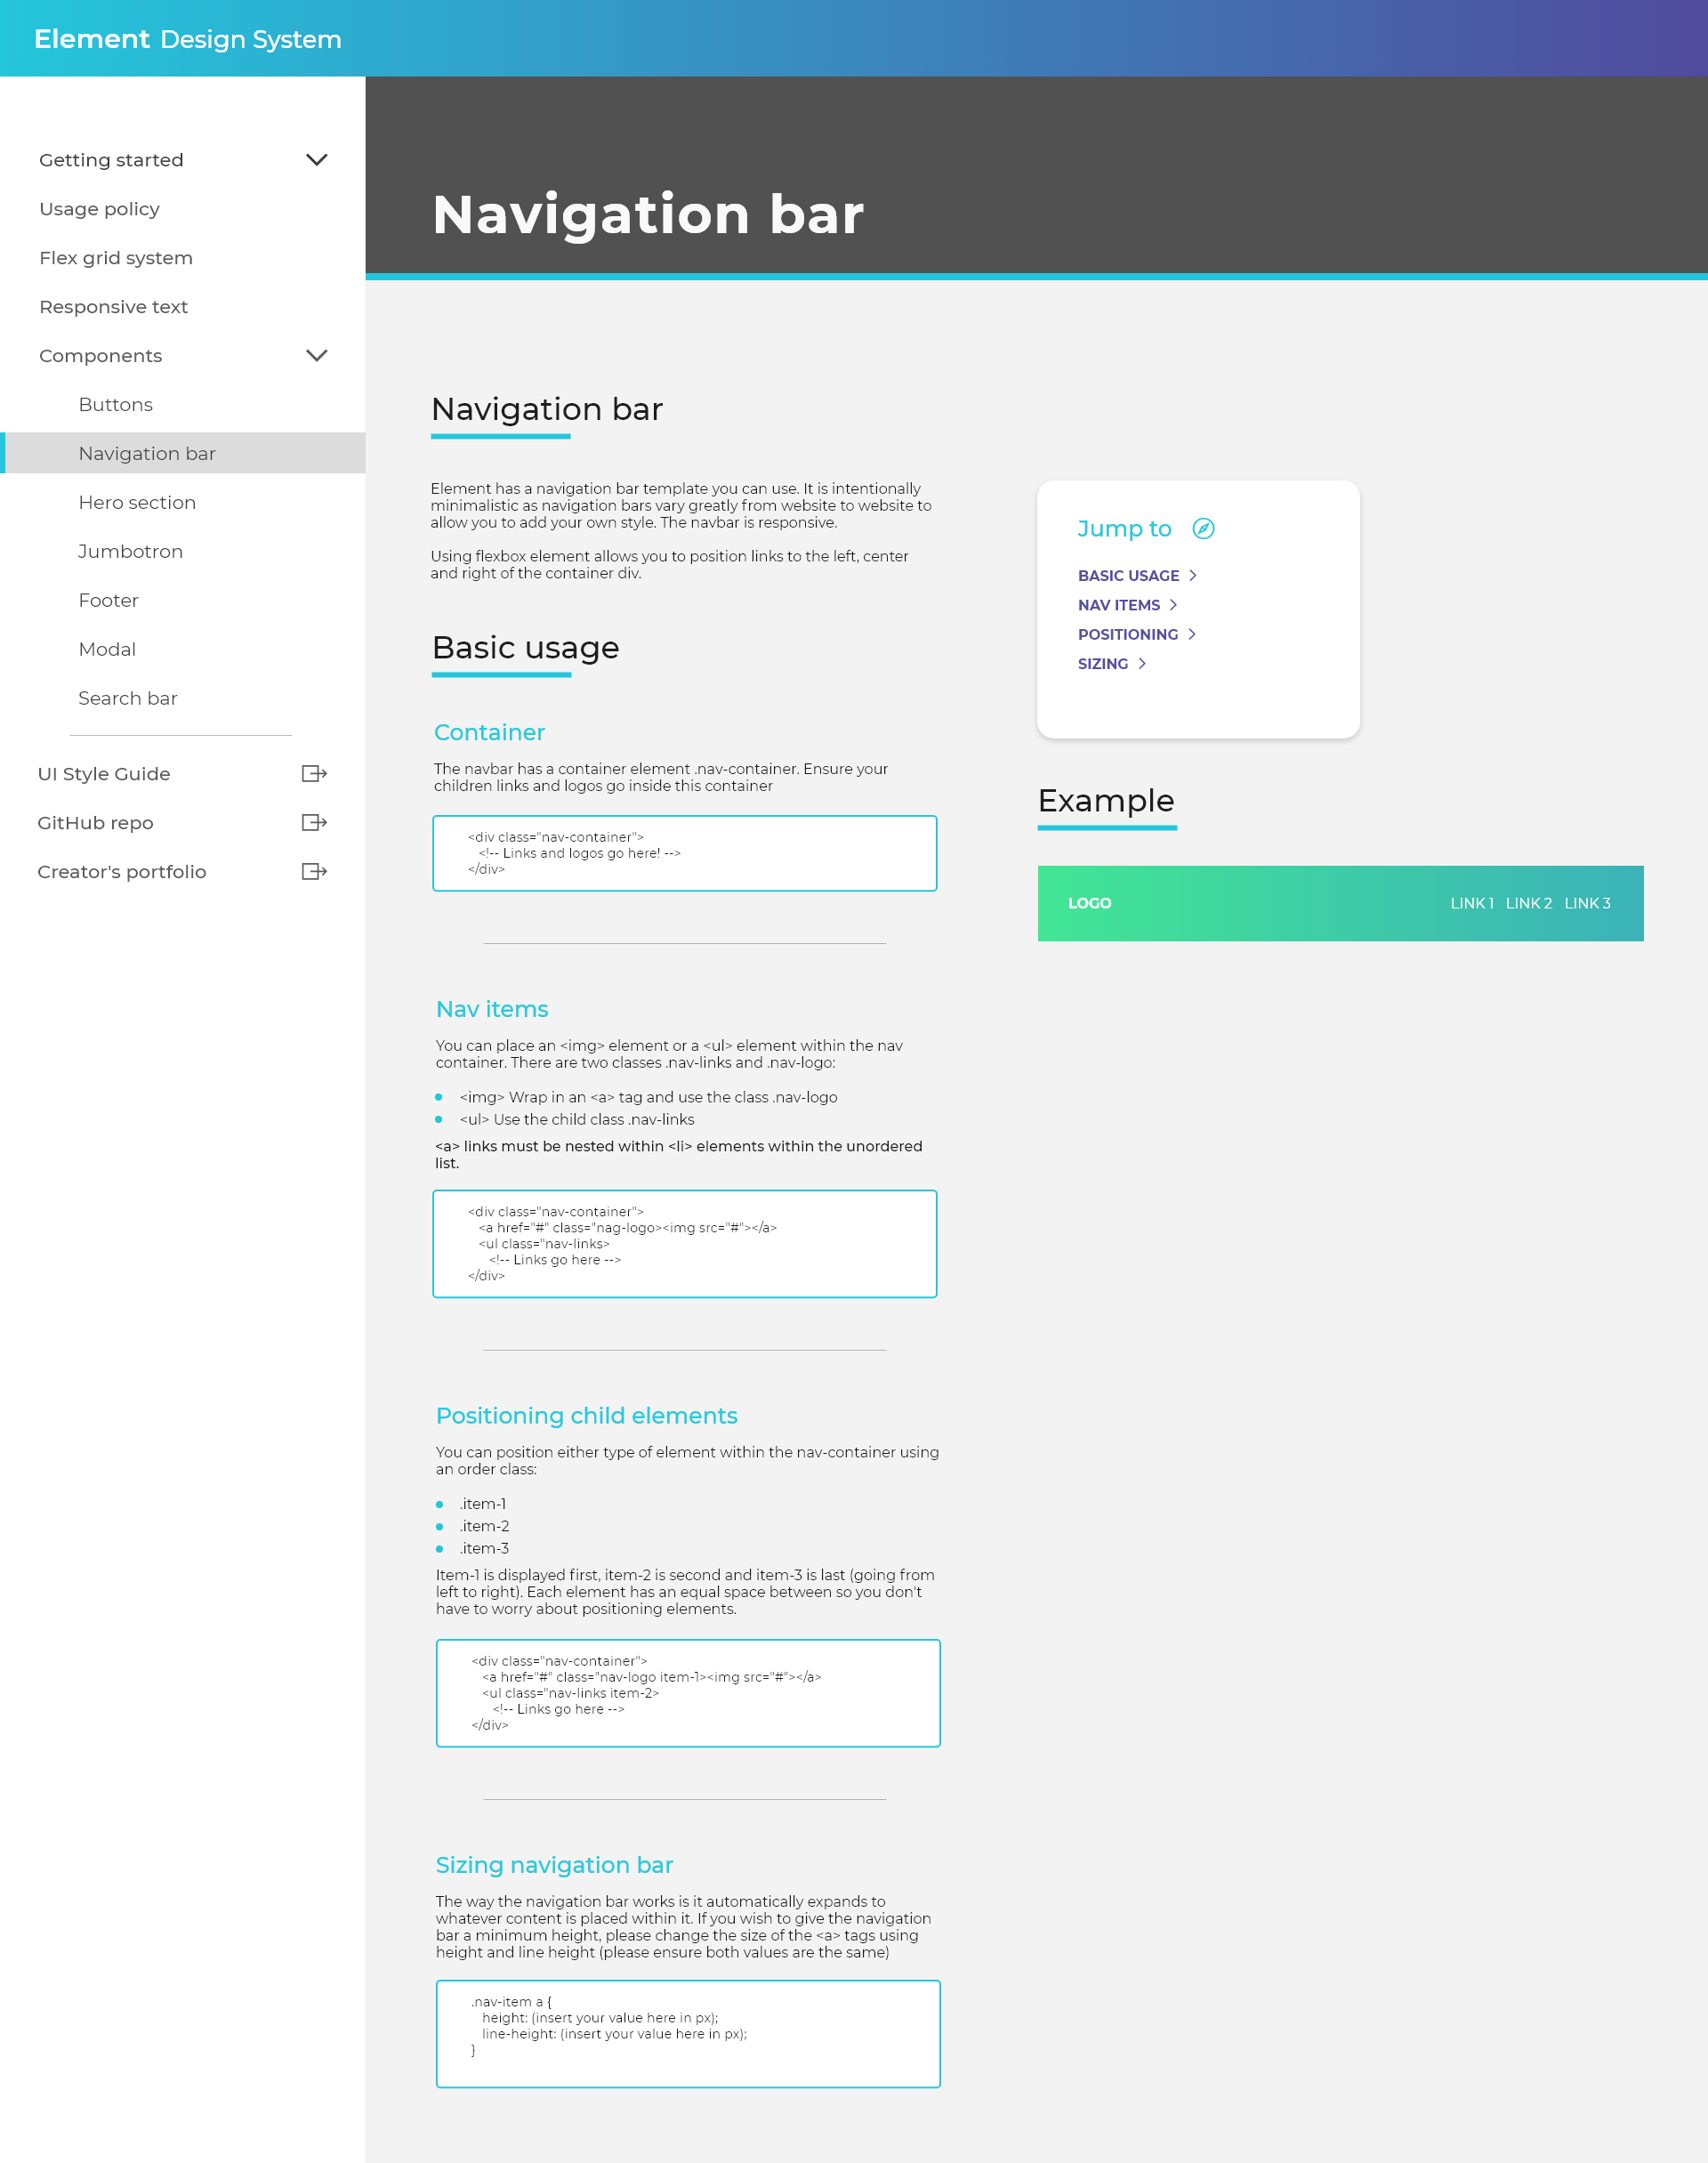 Element Design System
Getting started
Usage policy
Flex grid system
Responsive text
Components
Buttons
Navigation bar
Hero section
Jumbotron
Footer
Modal
Search bar
UI Style Guide
GitHub repo
Creator's portfolio
Navigation bar
Navigation bar
Element has a navigation bar template you can use. It is intentionally
minimalistic as navigation bars vary greatly from website to website to
allow you to add your own style. The navbar is responsive.
Using flexbox element allows you to position links to the left, center
and right of the container div.
Basic usage
Container
The navbar has a container element .nav-container. Ensure your
children links and logos go inside this container
<div class="nav-container">
<!-- Links and logos go here! -->
</div>
Nav items
You can place an <img> element or a <ul> element within the nav
container. There are two classes .nav-links and .nav-logo:
<img> Wrap in an <a> tag and use the class .nav-logo
<ul> Use the child class .nav-links
<a> links must be nested within <li> elements within the unordered
list.
<div class="nav-container">
<a href="#" class="nag-logo><img src="#"></a>
<ul class="nav-links>
<!-- Links go here -->
</div>
Positioning child elements
You can position either type of element within the nav-container using
an order class:
.item-1
.item-2
.item-3
Item-1 is displayed first, item-2 is second and item-3 is last (going from
left to right). Each element has an equal space between so you don't
have to worry about positioning elements.
<div class="nav-container">
<a href="#" class="nav-logo item-1><img src="#"></a>
<ul class="nav-links item-2>
<!-- Links go here -->
</div>
Sizing navigation bar
The way the navigation bar works is it automatically expands to
whatever content is placed within it. If you wish to give the navigation
bar a minimum height, please change the size of the <a> tags using
height and line height (please ensure both values are the same)
.nav-item a {
height: (insert your value here in px);
line-height: (insert your value here in px);
}
Jump to
BASIC USAGE
NAV ITEMS
POSITIONING
SIZING
Example
LOGO LINK 1 LINK 2 LINK 3